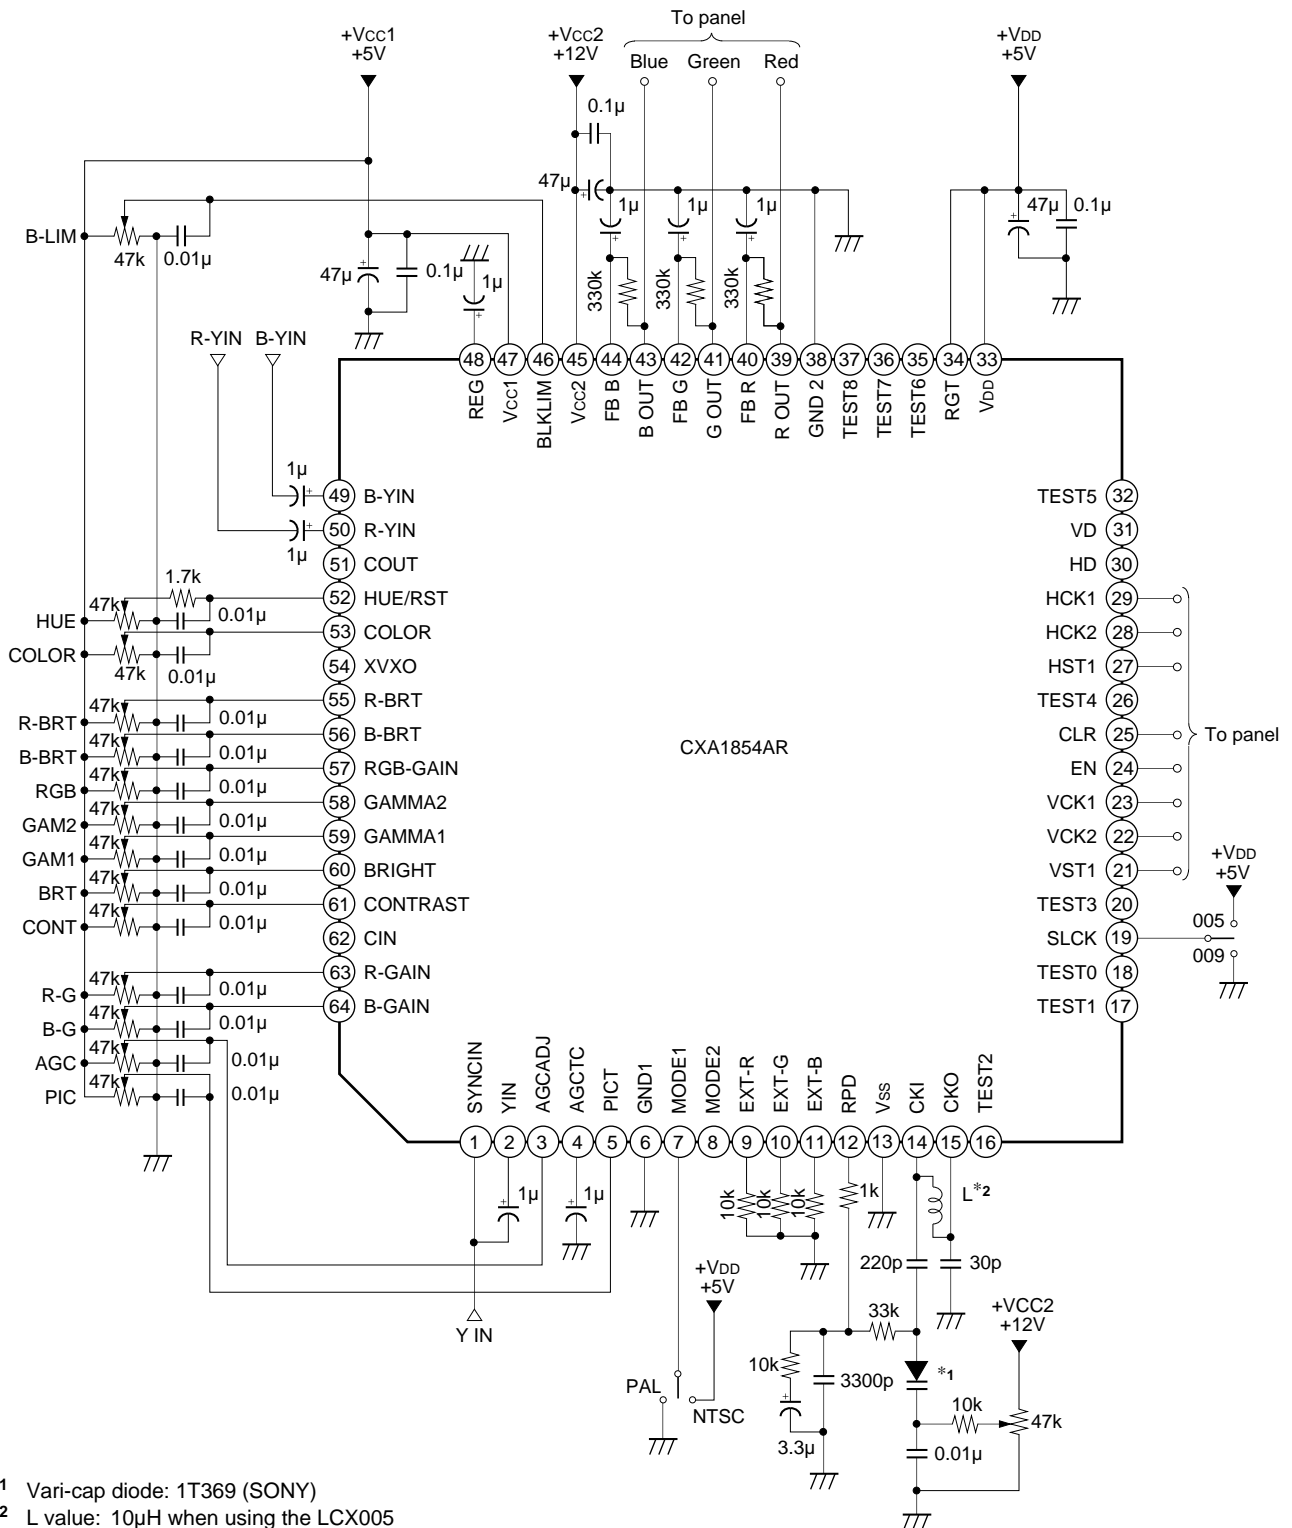 To panel
+VCC1
+5V
+VCC2
+12V
Blue Green Red
+VDD
+5V
0.1µ
47µ
1µ 1µ 1µ
47µ 0.1µ
B-LIM
47k 0.01µ
47µ 0.1µ
1µ
330k 330k 330k
R-YIN B-YIN
48 47 46 45 44 43 42 41 40 39 38 37 36 35 34 33
REG
VCC1
BLKLIM
VCC2
FB B
B OUT
FB G
G OUT
FB R
R OUT
GND 2
TEST8
TEST7
TEST6
RGT
VDD
1µ
49 B-YIN
50 R-YIN
1µ
51 COUT
1.7k
52 HUE/RST
HUE 47k 0.01µ
53 COLOR
COLOR 47k 0.01µ
54 XVXO
55 R-BRT
R-BRT 47k 0.01µ
56 B-BRT
B-BRT 47k 0.01µ
57 RGB-GAIN
RGB 47k 0.01µ
58 GAMMA2
GAM2 47k 0.01µ
59 GAMMA1
GAM1 47k 0.01µ
60 BRIGHT
BRT 47k 0.01µ
61 CONTRAST
CONT 47k 0.01µ
62 CIN
63 R-GAIN
R-G 47k 0.01µ
64 B-GAIN
B-G 47k 0.01µ
AGC 47k 0.01µ
PIC 47k 0.01µ
CXA1854AR
TEST5 32
VD 31
HD 30
HCK1 29
HCK2 28
HST1 27
TEST4 26
CLR 25
To panel
EN 24
VCK1 23
VCK2 22
VST1 21
+VDD
+5V
TEST3 20
SLCK 19
005
009
TEST0 18
TEST1 17
SYNCIN
YIN
AGCADJ
AGCTC
PICT
GND1
MODE1
MODE2
EXT-R
EXT-G
EXT-B
RPD
VSS
CKI
CKO
TEST2
1 2 3 4 5 6 7 8 9 10 11 12 13 14 15 16
1µ 1µ
10k 10k 10k
1k
L*2
220p 30p
Y IN
+VDD
+5V
PAL
NTSC
33k
10k
3300p
3.3µ
*1
+VCC2
+12V
10k
47k
0.01µ
1 Vari-cap diode: 1T369 (SONY)
2 L value: 10µH when using the LCX005